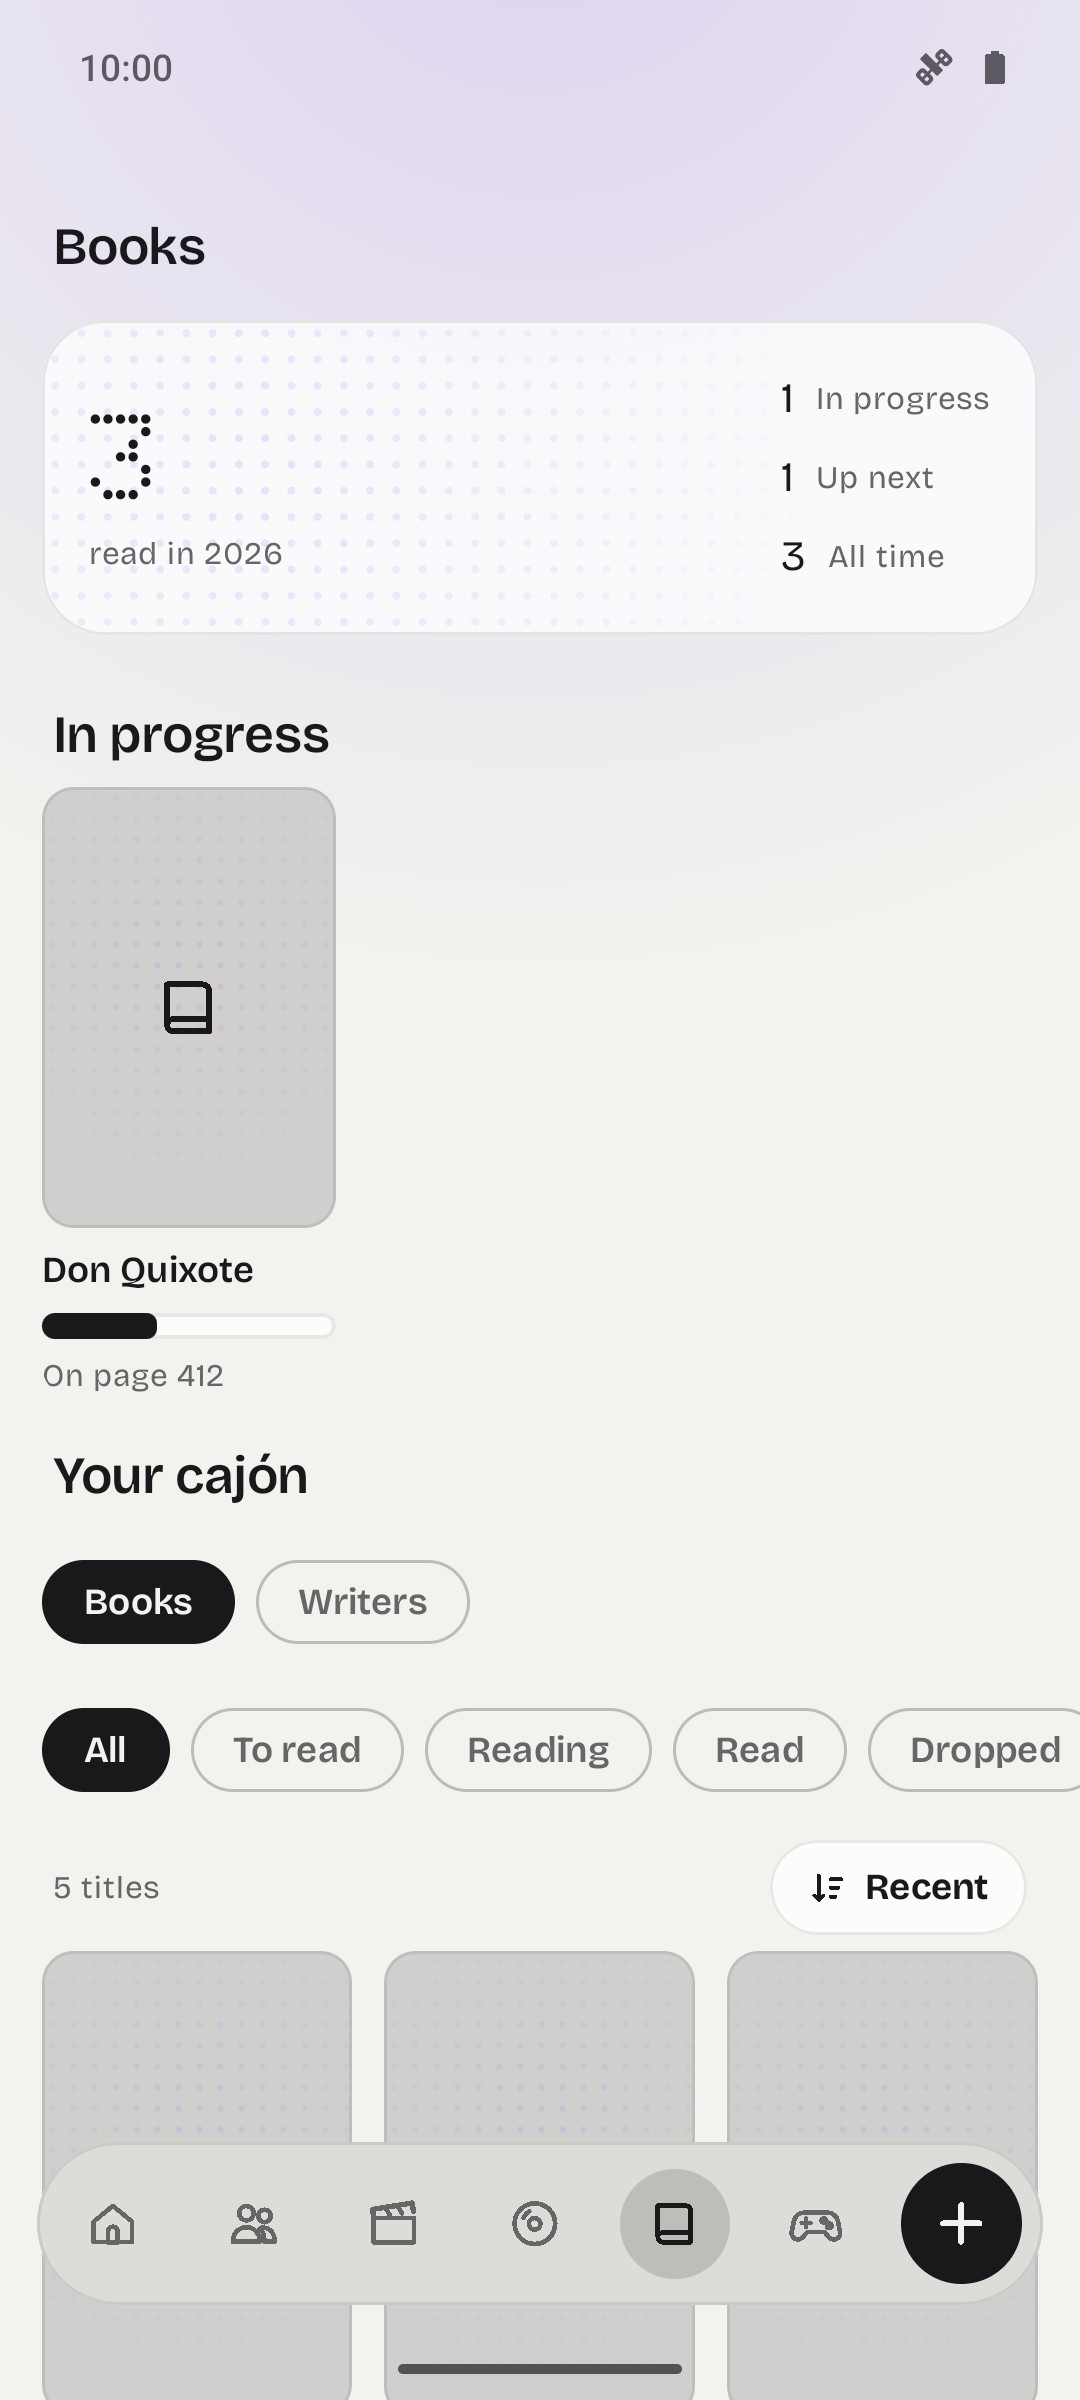 10:00
Books
3
read in 2026
1 In progress
1 Up next
3 All time
In progress
Don Quixote
On page 412
Your cajón
Books
Writers
All
To read
Reading
Read
Dropped
5 titles
Recent